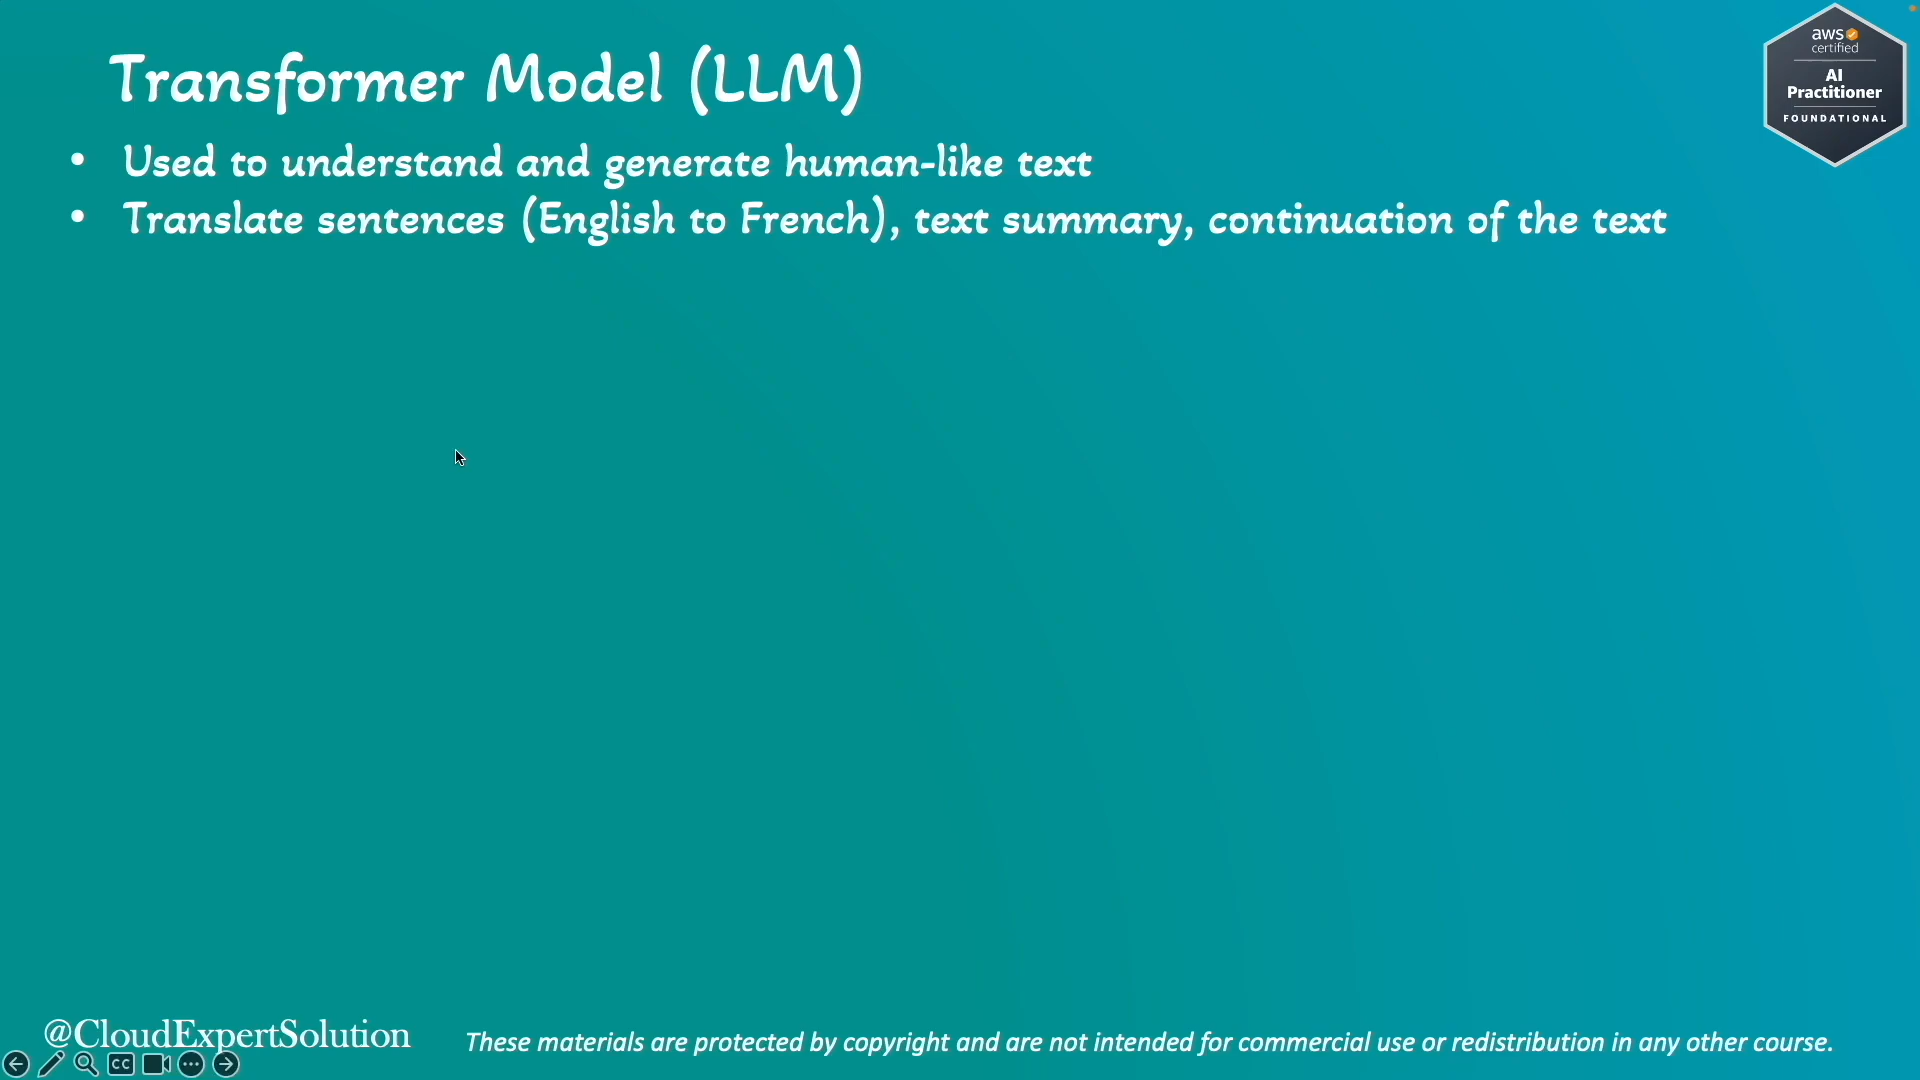 Transformer Model (LLM)
aws
certified
AI
Practitioner
FOUNDATIONAL
• Used to understand and generate human-like text
• Translate sentences (English to French), text summary, continuation of the text
@CloudExpertSolution
These materials are protected by copyright and are not intended for commercial use or redistribution in any other course.
CC